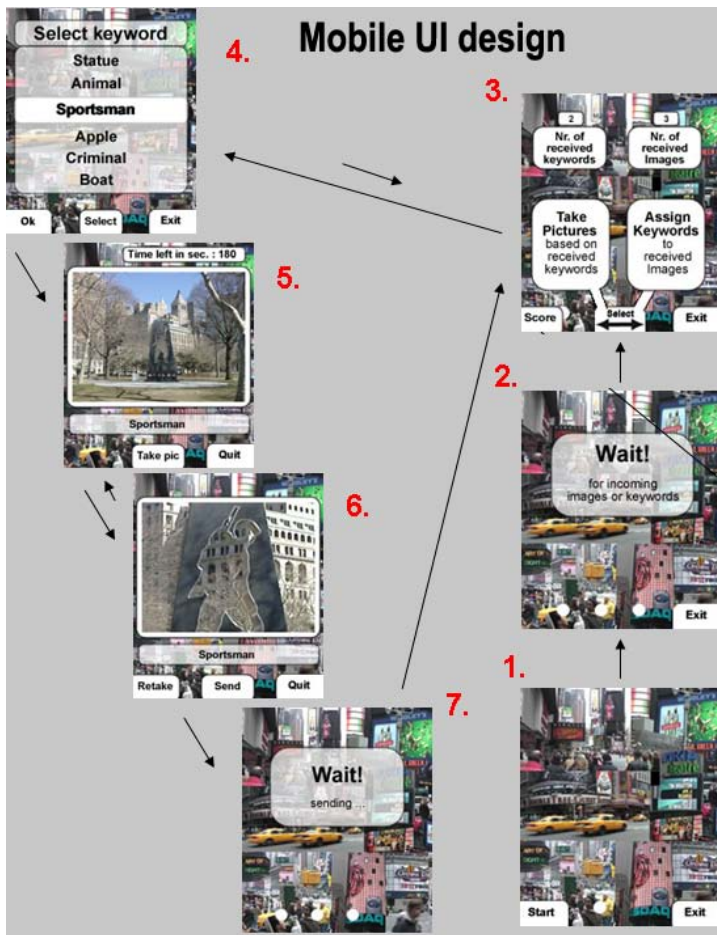 Mobile UI design
4.
Select keyword
Statue
Animal
Sportsman
Apple
Criminal
Boat
Ok Select Exit
3.
2 3
Nr. of received keywords
Nr. of received Images
Take Pictures based on received keywords
Assign Keywords to received Images
Score Select Exit
5.
Time left in sec. : 180
Sportsman
Take pic Quit
2.
Wait!
for incoming
images or keywords
Exit
6.
Sportsman
Retake Send Quit
7.
Wait!
sending ...
1.
Start Exit